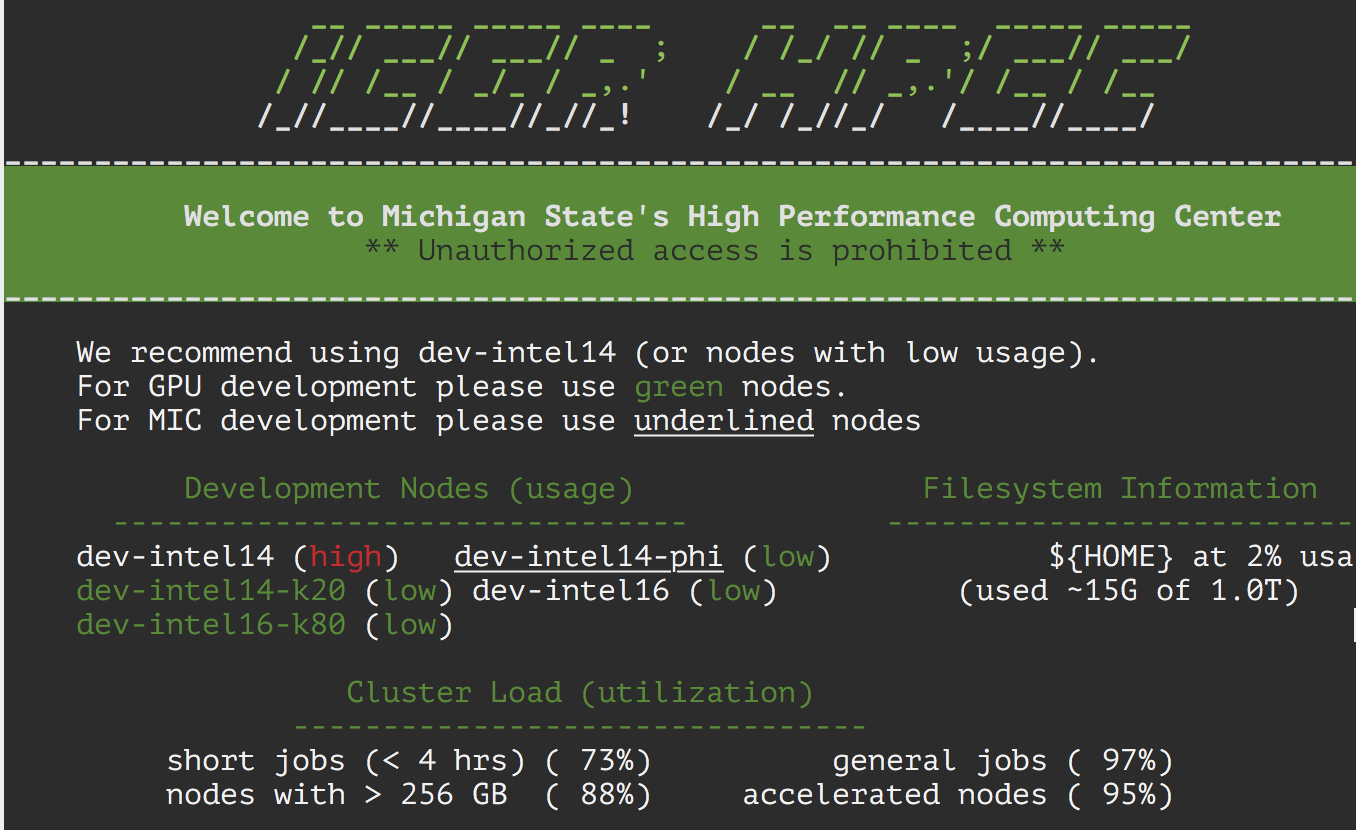 iCER HPCC
Welcome to Michigan State's High Performance Computing Center
** Unauthorized access is prohibited **
We recommend using dev-intel14 (or nodes with low usage).
For GPU development please use green nodes.
For MIC development please use underlined nodes
Development Nodes (usage) Filesystem Information
dev-intel14 (high) dev-intel14-phi (low) ${HOME} at 2% usa
dev-intel14-k20 (low) dev-intel16 (low) (used ~15G of 1.0T)
dev-intel16-k80 (low)
Cluster Load (utilization)
short jobs (< 4 hrs) ( 73%) general jobs ( 97%)
nodes with > 256 GB ( 88%) accelerated nodes ( 95%)